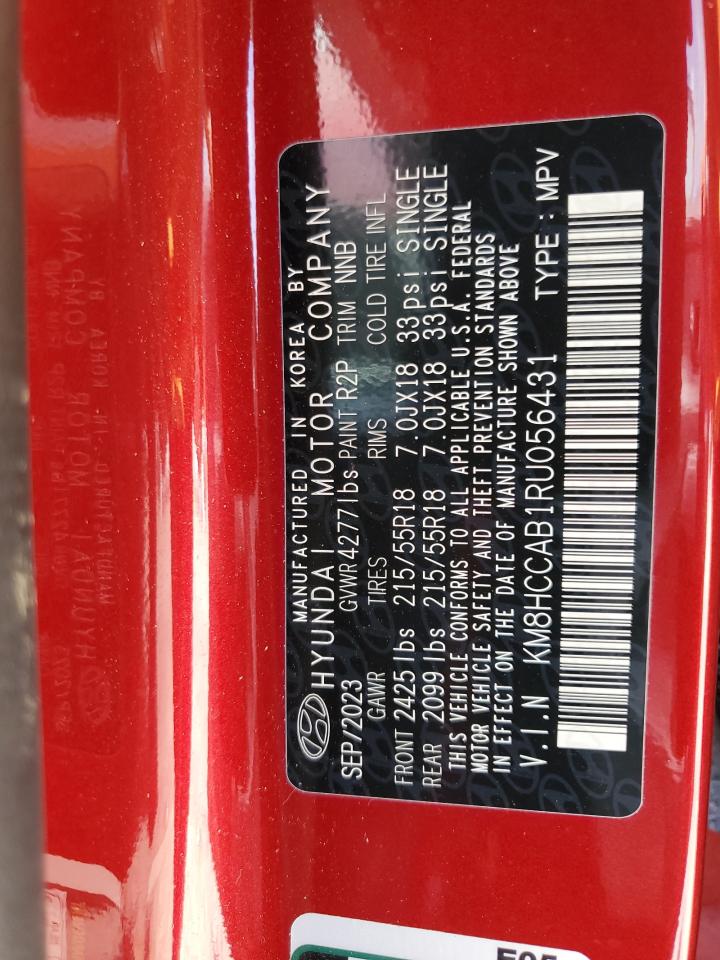 MANUFACTURED IN KOREA BY
HYUNDAI MOTOR COMPANY
SEP/2023 GVWR 4277lbs PAINT R2P TRIM NNB
GAWR TIRES RIMS COLD TIRE INFL
FRONT 2425 lbs 215/55R18 7.0JX18 33psi SINGLE
REAR 2099 lbs 215/55R18 7.0JX18 33psi SINGLE
THIS VEHICLE CONFORMS TO ALL APPLICABLE U.S.A. FEDERAL
MOTOR VEHICLE SAFETY AND THEFT PREVENTION STANDARDS
IN EFFECT ON THE DATE OF MANUFACTURE SHOWN ABOVE
V.I.N KM8HCCAB1RU056431 TYPE : MPV